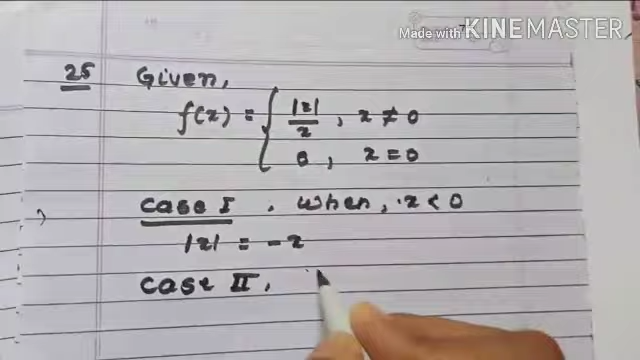 Made with KINEMASTER
25 Given,
f(x) = { |x|/x , x ≠ 0
0 , x = 0
Case I . When, x < 0
|x| = -x
Case II,